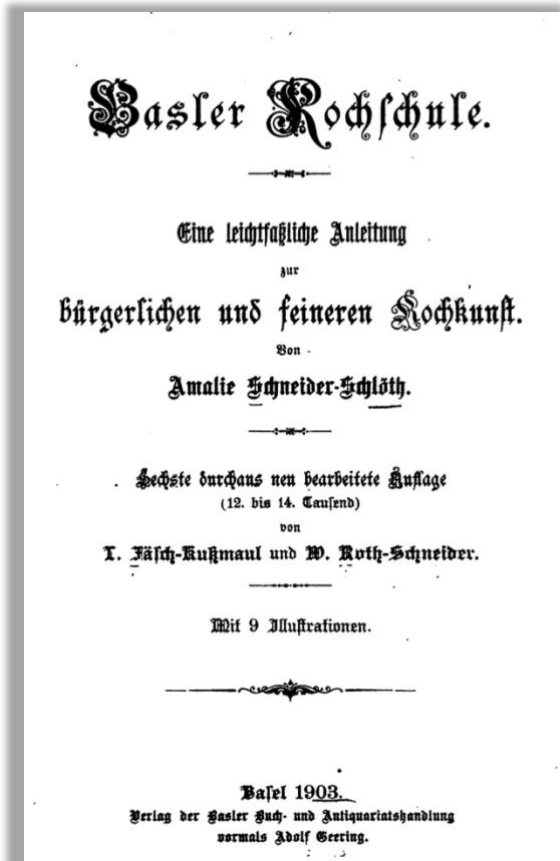 Basler Kochschule.
Eine leichtfaßliche Anleitung
zur
bürgerlichen und feineren Kochkunst.
Von
Amalie Schneider-Schlöth.
Sechste durchaus neu bearbeitete Auflage
(12. bis 14. Tausend)
von
T. Fäsch-Kußmaul und W. Roth-Schneider.
Mit 9 Illustrationen.
Basel 1903.
Verlag der Basler Buch- und Antiquariatshandlung
vormals Adolf Geering.